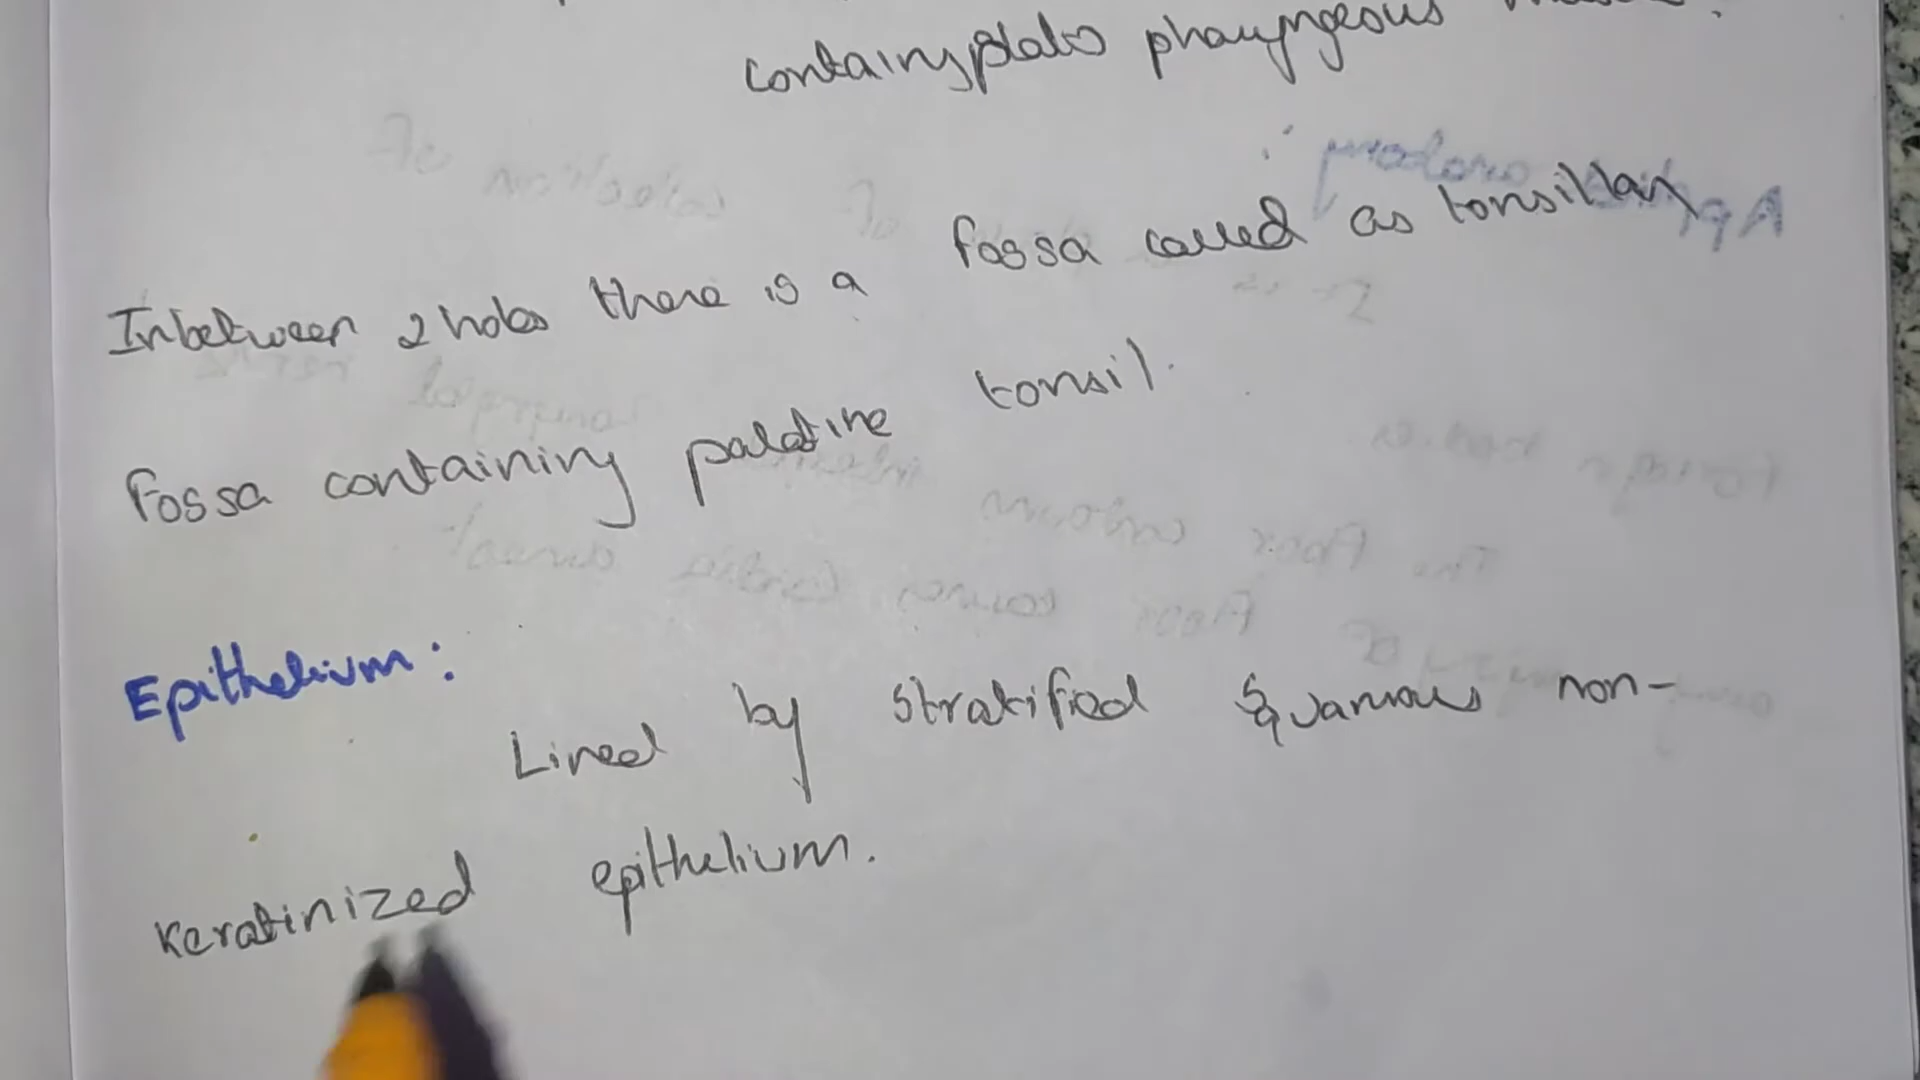 containing plato pharyngeous
Inbetween 2 holes there is a fossa called as tonsillar
fossa containing palatine tonsil.
Epithelium:
Lined by stratified squamous non-
keratinized epithelium.